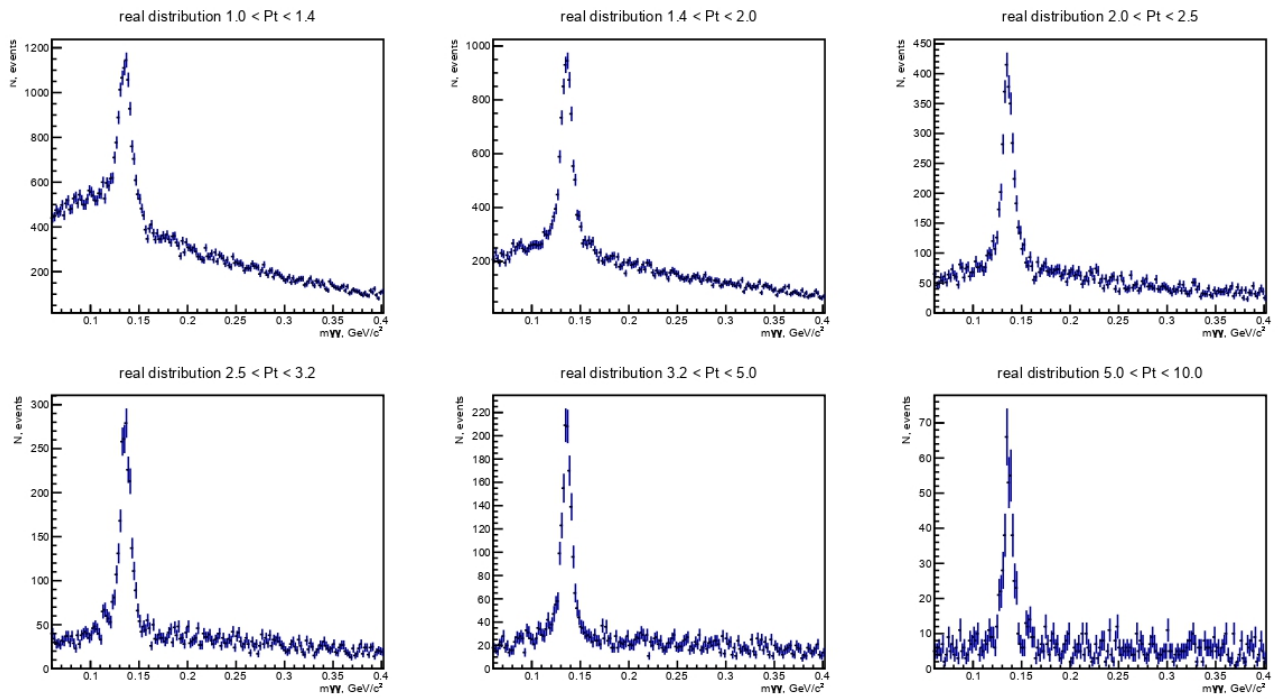 real distribution 1.0 < Pt < 1.4
N, events
1200
1000
800
600
400
200
0.1 0.15 0.2 0.25 0.3 0.35 0.4
mγγ, GeV/c²
real distribution 1.4 < Pt < 2.0
N, events
1000
800
600
400
200
0.1 0.15 0.2 0.25 0.3 0.35 0.4
mγγ, GeV/c²
real distribution 2.0 < Pt < 2.5
N, events
450
400
350
300
250
200
150
100
50
0
0.1 0.15 0.2 0.25 0.3 0.35 0.4
mγγ, GeV/c²
real distribution 2.5 < Pt < 3.2
N, events
300
250
200
150
100
50
0
0.1 0.15 0.2 0.25 0.3 0.35 0.4
mγγ, GeV/c²
real distribution 3.2 < Pt < 5.0
N, events
220
200
180
160
140
120
100
80
60
40
20
0
0.1 0.15 0.2 0.25 0.3 0.35 0.4
mγγ, GeV/c²
real distribution 5.0 < Pt < 10.0
N, events
70
60
50
40
30
20
10
0
0.1 0.15 0.2 0.25 0.3 0.35 0.4
mγγ, GeV/c²